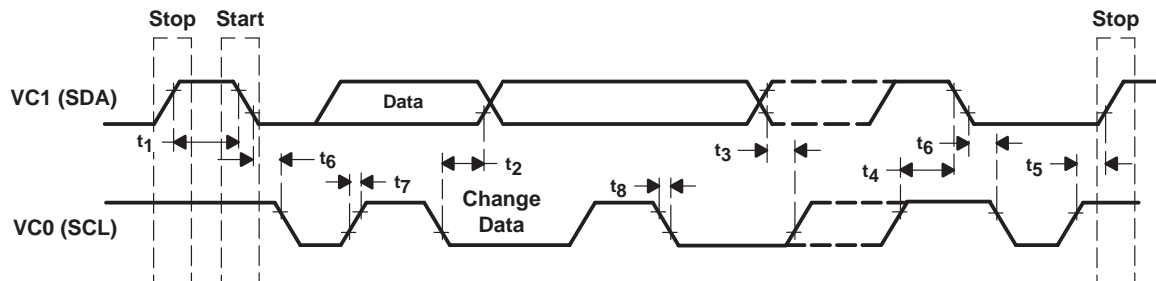 Stop
Start
Stop
VC1 (SDA)
Data
t1
t6
t7
t2
t3
t8
t4
t6
t5
Change
Data
VC0 (SCL)